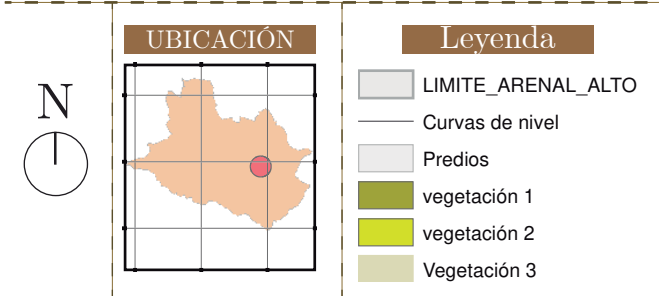 N
UBICACIÓN
Leyenda
LIMITE_ARENAL_ALTO
Curvas de nivel
Predios
vegetación 1
vegetación 2
Vegetación 3